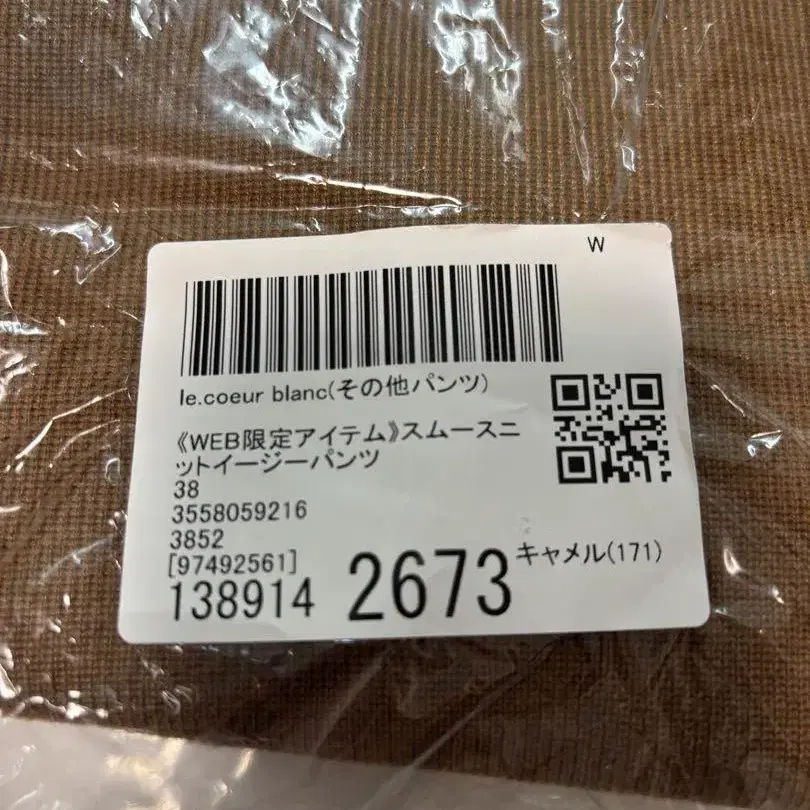 W
le.coeur blanc(その他パンツ)
《WEB限定アイテム》スムースニ
ットイージーパンツ
38
3558059216
3852
[97492561]
キャメル(171)
138914 2673